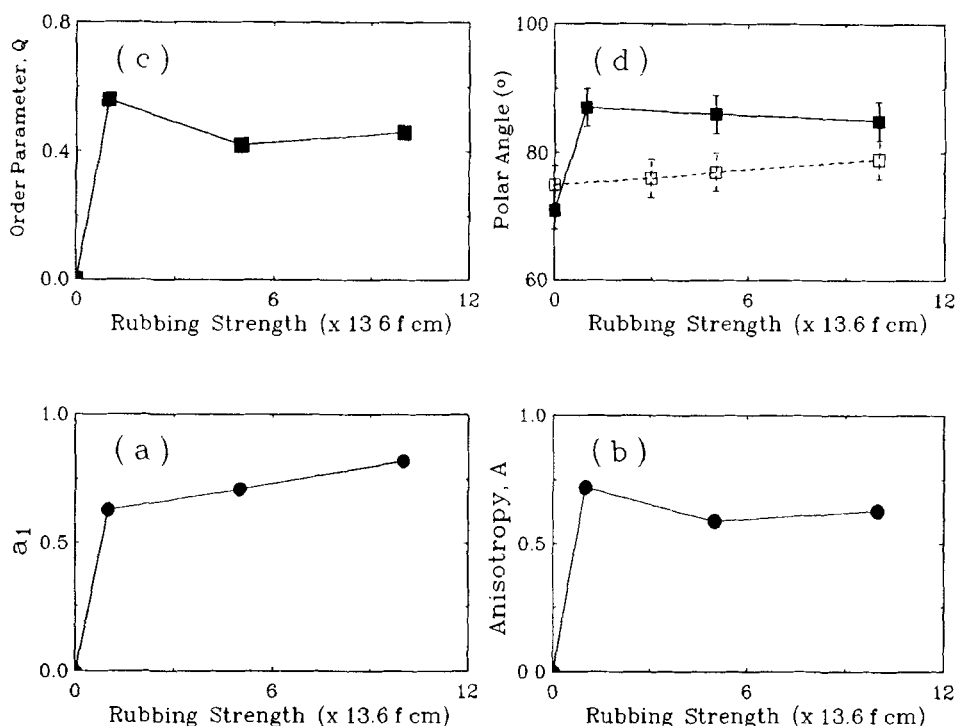 0.8
0.4
0.0
Order Parameter, Q
( c )
0
6
12
Rubbing Strength (x 13 6 f cm)
100
80
60
Polar Angle (o)
( d )
0
6
12
Rubbing Strength (x 13.6 f cm)
1.0
0.5
0.0
a1
( a )
0
6
12
Rubbing Strength (x 13.6 f cm)
1.0
0.5
0 0
Anisotropy, A
( b )
0
6
12
Rubbing Strength (x 13.6 f cm)